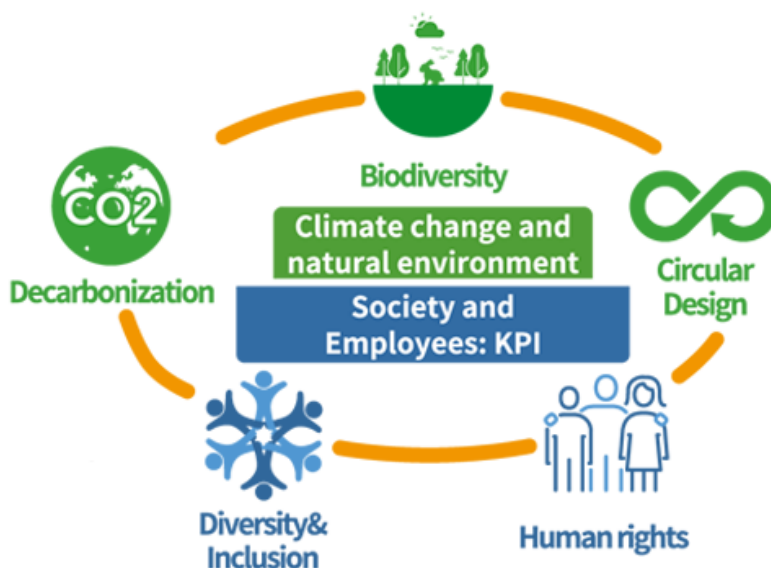 Biodiversity
CO2
Decarbonization
Climate change and
natural environment
Circular
Design
Society and
Employees: KPI
Diversity&
Inclusion
Human rights